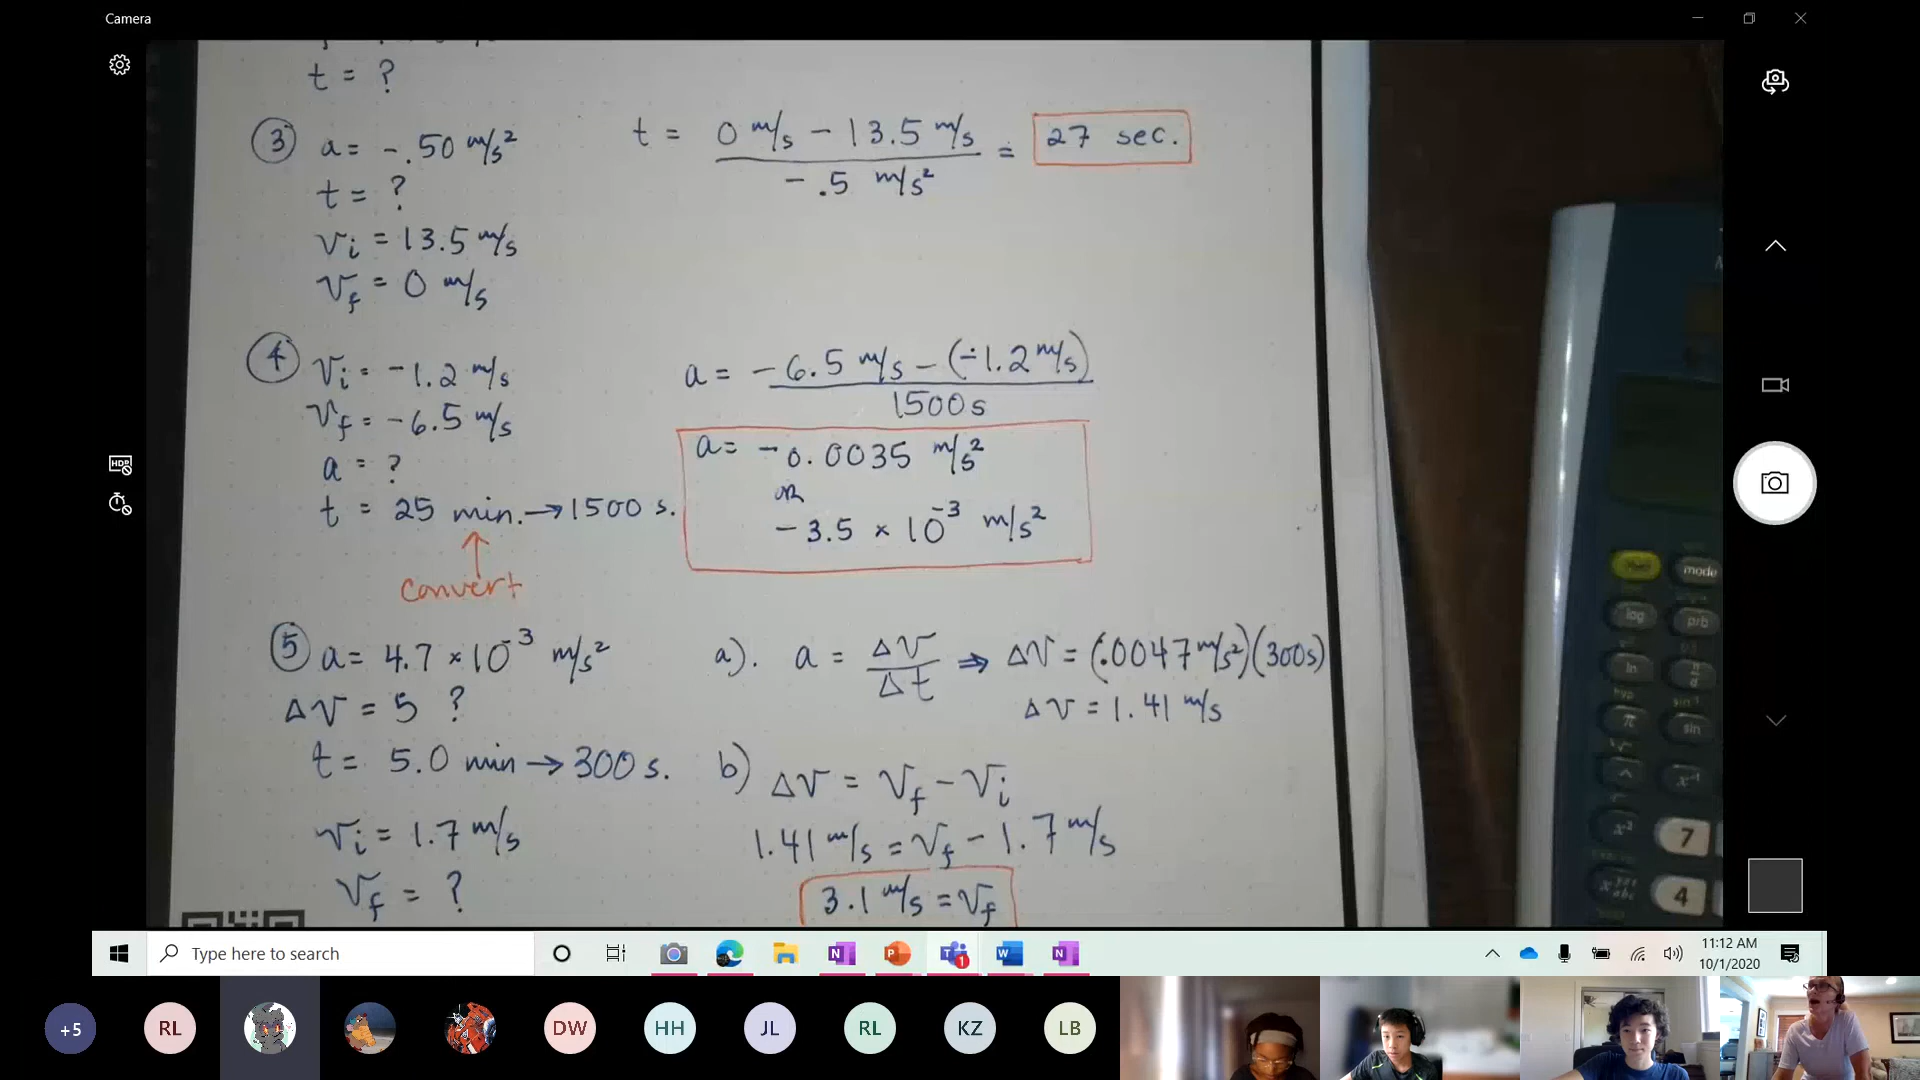 Camera
t = ?
③ a = -.50 m/s²
t = ?
vi = 13.5 m/s
vf = 0 m/s
t = 0 m/s - 13.5 m/s = 27 sec.
-.5 m/s²
④ vi = -1.2 m/s
vf = -6.5 m/s
a = ?
t = 25 min. → 1500 s.
convert
a = -6.5 m/s - (-1.2 m/s)
1500 s
a = -0.0035 m/s²
or
-3.5 × 10⁻³ m/s²
⑤ a = 4.7 × 10⁻³ m/s²
Δv = 5 ?
t = 5.0 min → 300 s.
vi = 1.7 m/s
vf = ?
a). a = Δv ⇒ Δv = (.0047 m/s²)(300s)
Δt
Δv = 1.41 m/s
b) Δv = vf - vi
1.41 m/s = vf - 1.7 m/s
3.1 m/s = vf
mode
log
prb
ln
π
sin
^
x⁻¹
x²
7
4
HDR
Type here to search
11:12 AM
10/1/2020
+5
RL
DW
HH
JL
RL
KZ
LB